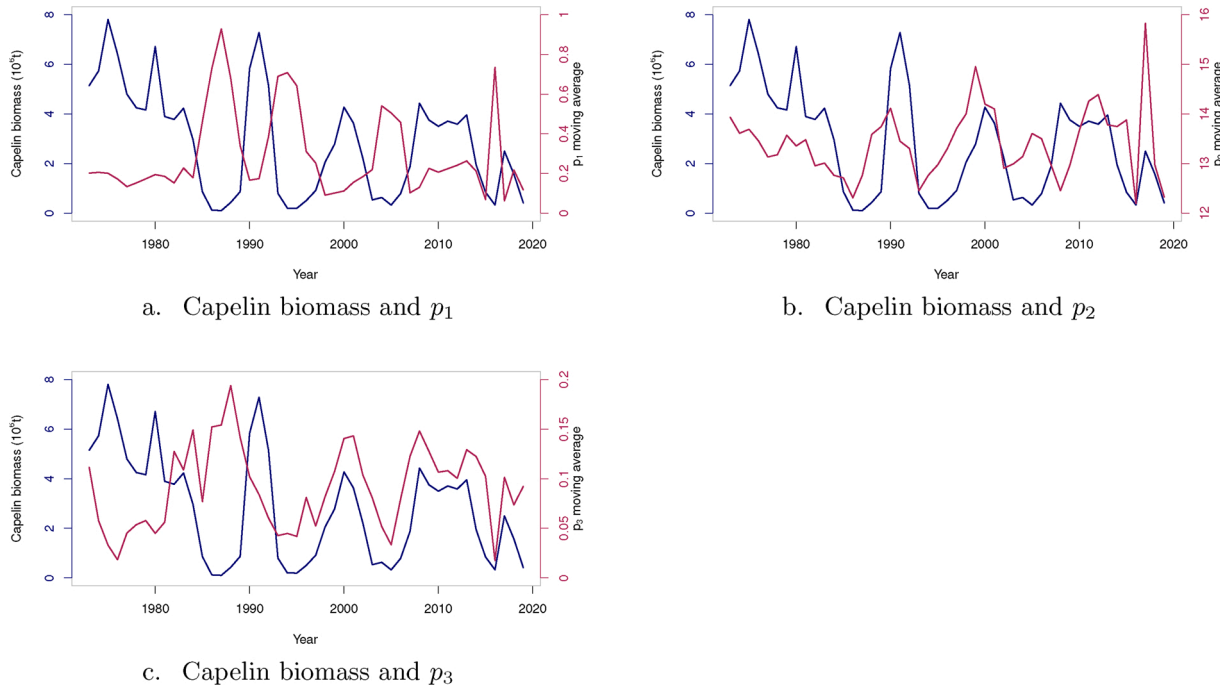 8
6
4
2
0
Capelin biomass (10⁶t)
1
0.8
0.6
0.4
0.2
0
p₁ moving average
1980 1990 2000 2010 2020
Year
a. Capelin biomass and p₁
8
6
4
2
0
Capelin biomass (10⁶t)
16
15
14
13
12
p₂ moving average
1980 1990 2000 2010 2020
Year
b. Capelin biomass and p₂
8
6
4
2
0
Capelin biomass (10⁶t)
0.2
0.15
0.1
0.05
0
p₃ moving average
1980 1990 2000 2010 2020
Year
c. Capelin biomass and p₃